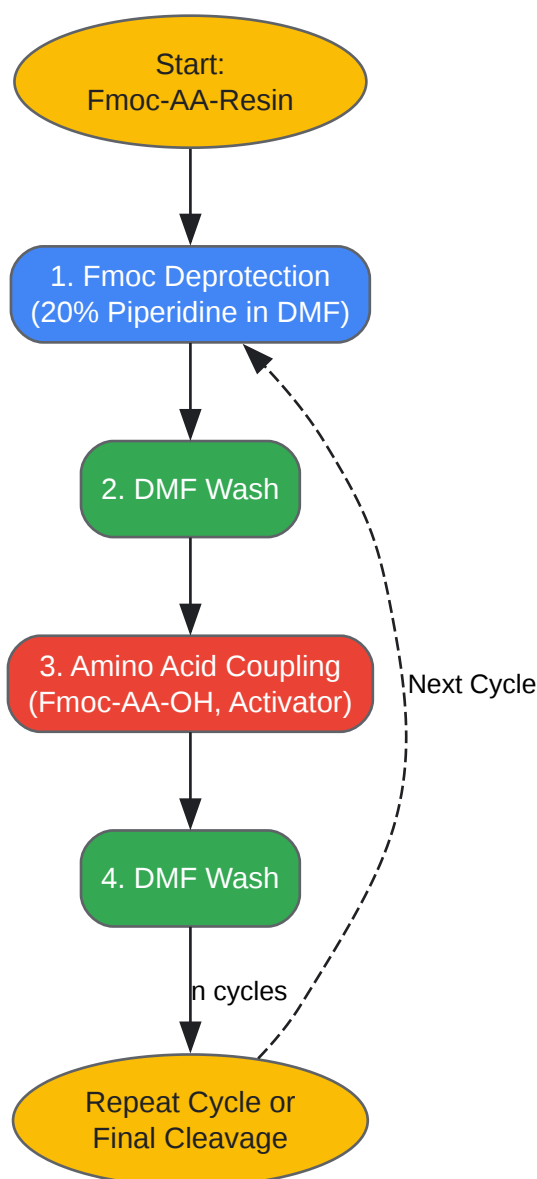 Start:
Fmoc-AA-Resin
1. Fmoc Deprotection
(20% Piperidine in DMF)
2. DMF Wash
3. Amino Acid Coupling
(Fmoc-AA-OH, Activator)
Next Cycle
4. DMF Wash
n cycles
Repeat Cycle or
Final Cleavage